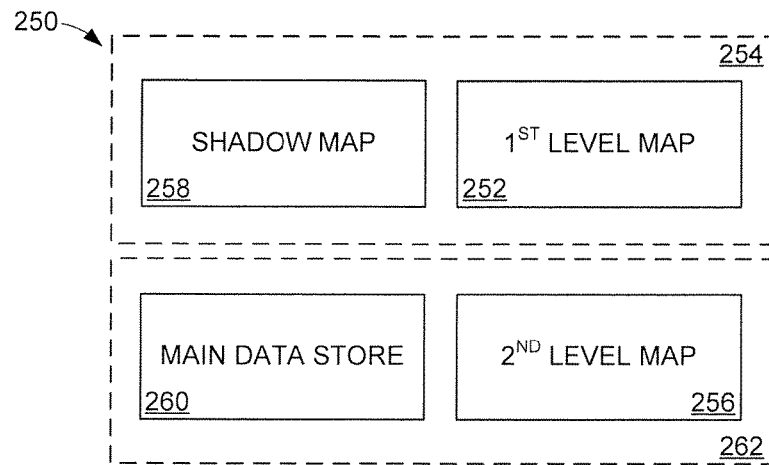 250
254
SHADOW MAP
258
1ST LEVEL MAP
252
MAIN DATA STORE
260
2ND LEVEL MAP
256
262